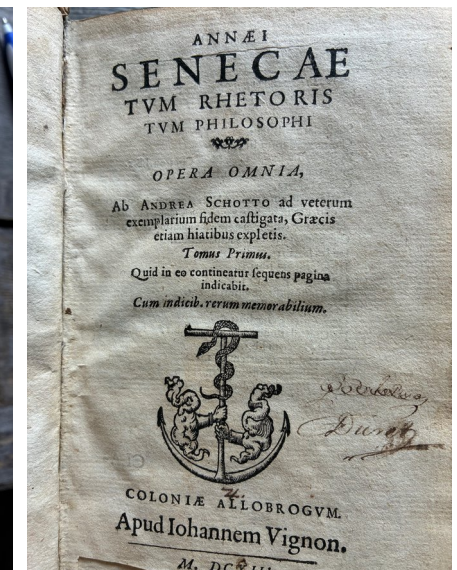 ANNÆI
SENECAE
TVM RHETORIS
TVM PHILOSOPHI
OPERA OMNIA,
Ab ANDREA SCHOTTO ad veterum
exemplarium fidem castigata, Græcis
etiam hiatibus expletis.
Tomus Primus.
Quid in eo contineatur sequens pagina
indicabit.
Cum indicib. rerum memorabilium.
COLONIÆ ALLOBROGVM.
Apud Iohannem Vignon.